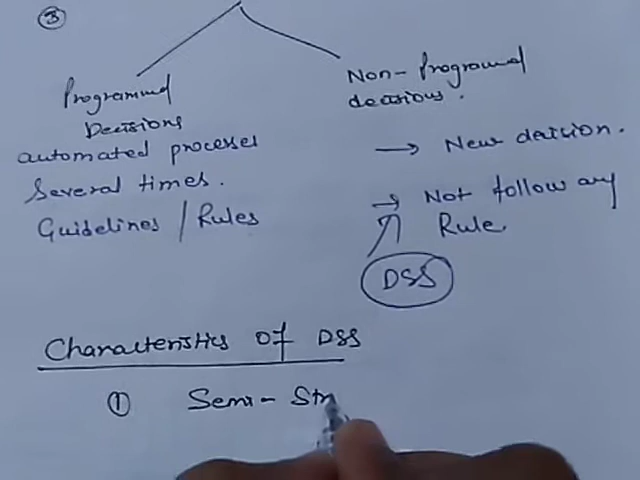 3
Programmed
Decisions
automated processes
Several times.
Guidelines / Rules
Non-Programmed
decisions.
→ New decision.
→ Not follow any
Rule
DSS
Characteristics of DSS
1 Semi-Str